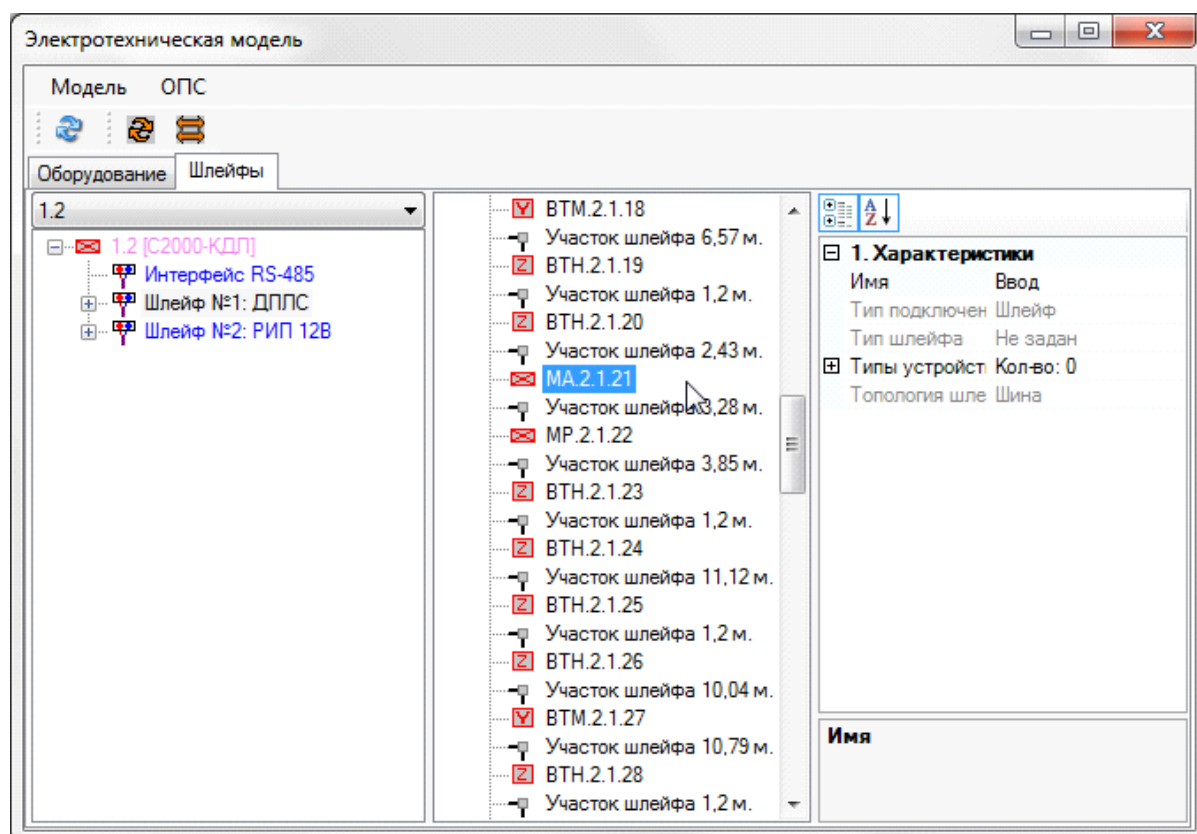 Электротехническая модель
Модель ОПС
Оборудование Шлейфы
1.2
1.2 [С2000-КДЛ]
Интерфейс RS-485
Шлейф №1: ДПЛС
Шлейф №2: РИП 12В
ВТМ.2.1.18
Участок шлейфа 6,57 м.
ВТН.2.1.19
Участок шлейфа 1,2 м.
ВТН.2.1.20
Участок шлейфа 2,43 м.
МА.2.1.21
Участок шлейфа 3,28 м.
МР.2.1.22
Участок шлейфа 3,85 м.
ВТН.2.1.23
Участок шлейфа 1,2 м.
ВТН.2.1.24
Участок шлейфа 11,12 м.
ВТН.2.1.25
Участок шлейфа 1,2 м.
ВТН.2.1.26
Участок шлейфа 10,04 м.
ВТМ.2.1.27
Участок шлейфа 10,79 м.
ВТН.2.1.28
Участок шлейфа 1,2 м.
1. Характеристики
Имя Ввод
Тип подключен Шлейф
Тип шлейфа Не задан
Типы устройст Кол-во: 0
Топология шле Шина
Имя